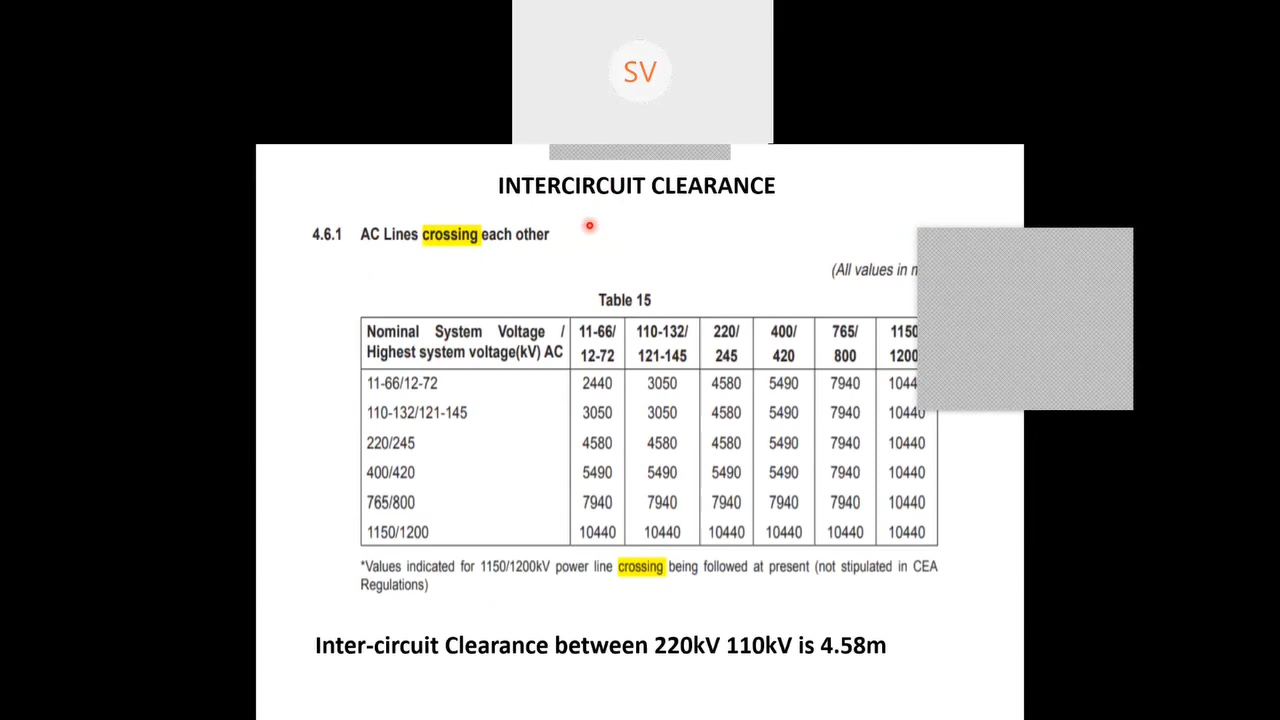 SV
INTERCIRCUIT CLEARANCE
4.6.1 AC Lines crossing each other
(All values in
Table 15
Nominal System Voltage / 11-66/ 110-132/ 220/ 400/ 765/ 1150
Highest system voltage(kV) AC 12-72 121-145 245 420 800 1200
11-66/12-72 2440 3050 4580 5490 7940 1044
110-132/121-145 3050 3050 4580 5490 7940 10440
220/245 4580 4580 4580 5490 7940 10440
400/420 5490 5490 5490 5490 7940 10440
765/800 7940 7940 7940 7940 7940 10440
1150/1200 10440 10440 10440 10440 10440 10440
*Values indicated for 1150/1200kV power line crossing being followed at present (not stipulated in CEA
Regulations)
Inter-circuit Clearance between 220kV 110kV is 4.58m